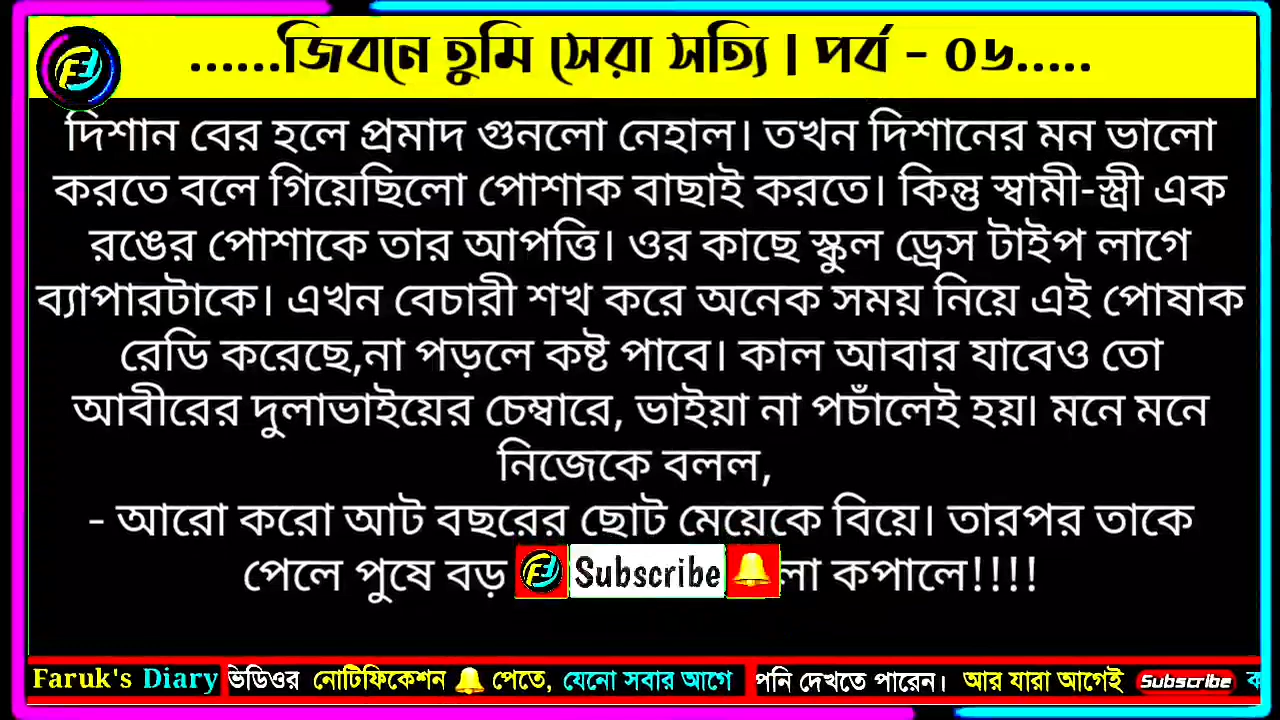 ......জিবনে তুমি সেরা সত্যি | পর্ব - ০৬.....
দিশান বের হলে প্রমাদ গুনলো নেহাল। তখন দিশানের মন ভালো
করতে বলে গিয়েছিলো পোশাক বাছাই করতে। কিন্তু স্বামী-স্ত্রী এক
রঙের পোশাকে তার আপত্তি। ওর কাছে স্কুল ড্রেস টাইপ লাগে
ব্যাপারটাকে। এখন বেচারী শখ করে অনেক সময় নিয়ে এই পোষাক
রেডি করেছে,না পড়লে কষ্ট পাবে। কাল আবার যাবেও তো
আবীরের দুলাভাইয়ের চেম্বারে, ভাইয়া না পচাঁলেই হয়। মনে মনে
নিজেকে বলল,
- আরো করো আট বছরের ছোট মেয়েকে বিয়ে। তারপর তাকে
পেলে পুষে বড় Subscribe লা কপালে!!!!
Faruk's Diary ভিডিওর নোটিফিকেশন পেতে, যেনো সবার আগে পনি দেখতে পারেন। আর যারা আগেই Subscribe ক